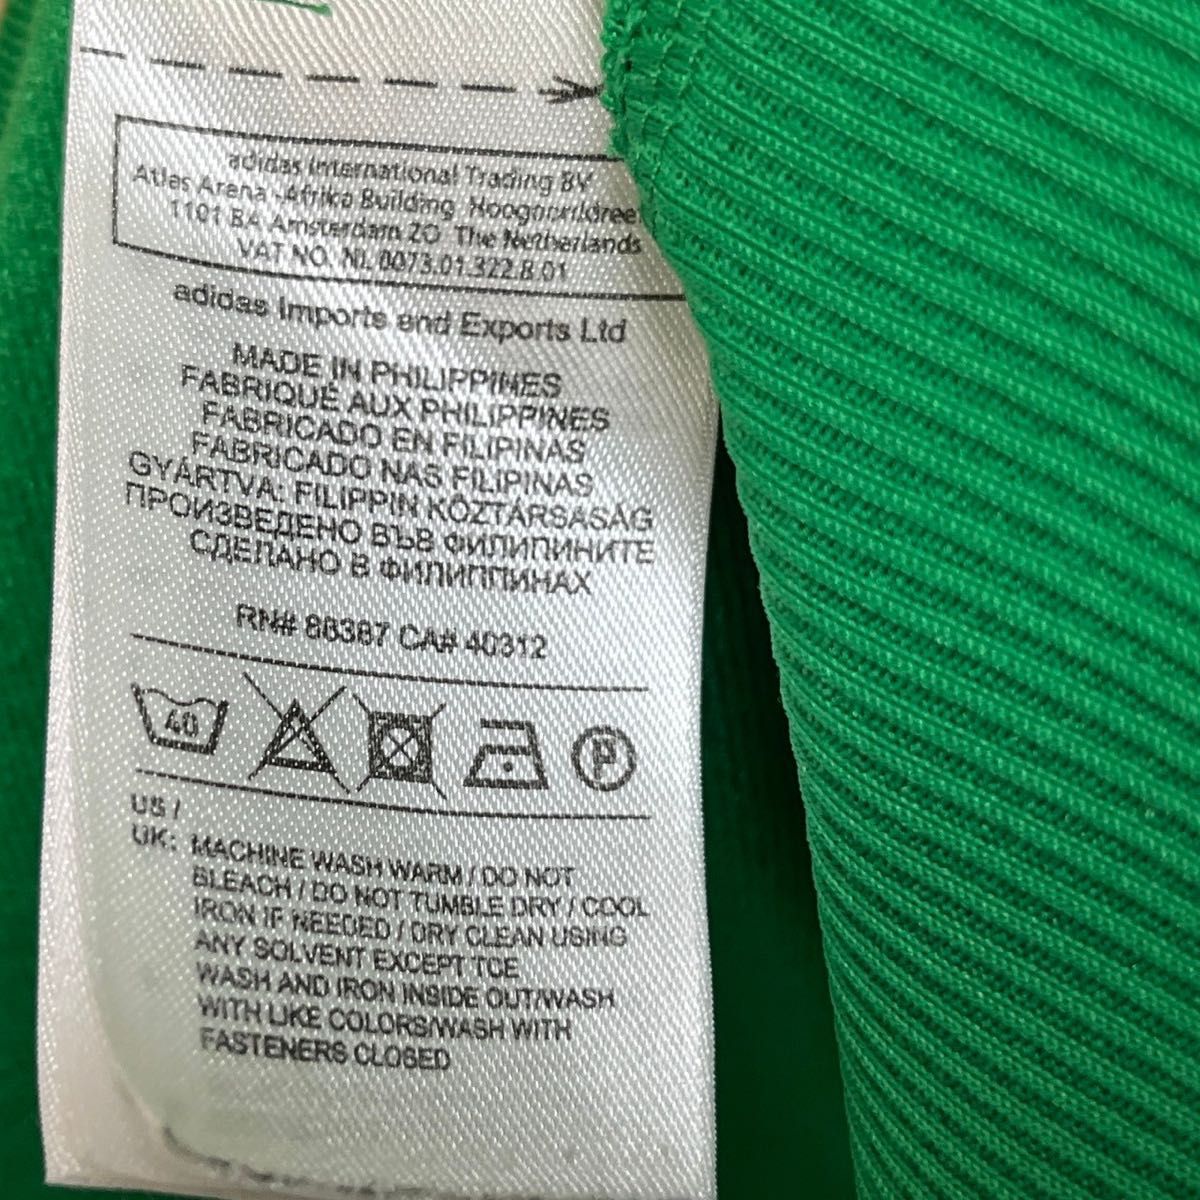 adidas International Trading BV
Atlas Arena -Afrika Building Hoogoorddreef
1101 BA Amsterdam ZO The Netherlands
VAT NO. NL 0073.01.322.B.01
adidas Imports and Exports Ltd
MADE IN PHILIPPINES
FABRIQUÉ AUX PHILIPPINES
FABRICADO EN FILIPINAS
FABRICADO NAS FILIPINAS
GYÁRTVA: FILIPPIN KÖZTÁRSASÁG
ПРОИЗВЕДЕНО ВЪВ ФИЛИПИНИТЕ
СДЕЛАНО В ФИЛИППИНАХ
RN# 88387 CA# 40312
40 P
US /
UK: MACHINE WASH WARM / DO NOT
BLEACH / DO NOT TUMBLE DRY / COOL
IRON IF NEEDED / DRY CLEAN USING
ANY SOLVENT EXCEPT TCE
WASH AND IRON INSIDE OUT/WASH
WITH LIKE COLORS/WASH WITH
FASTENERS CLOSED